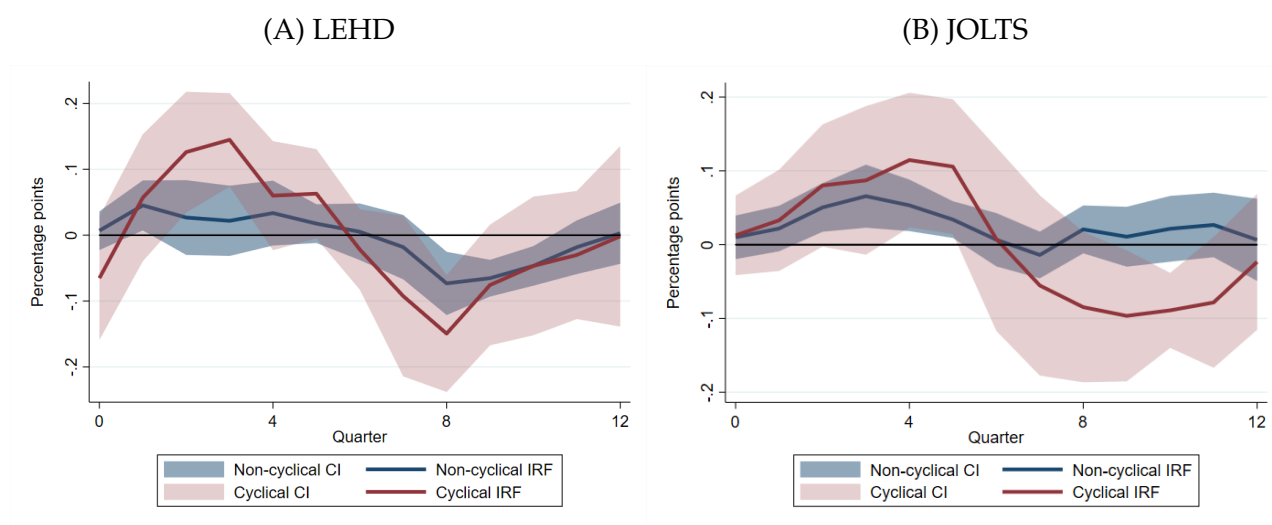 (A) LEHD
Percentage points
.2
.1
0
-.1
-.2
0 4 8 12
Quarter
Non-cyclical CI Non-cyclical IRF
Cyclical CI Cyclical IRF
(B) JOLTS
Percentage points
.2
.1
0
-.1
-.2
0 4 8 12
Quarter
Non-cyclical CI Non-cyclical IRF
Cyclical CI Cyclical IRF